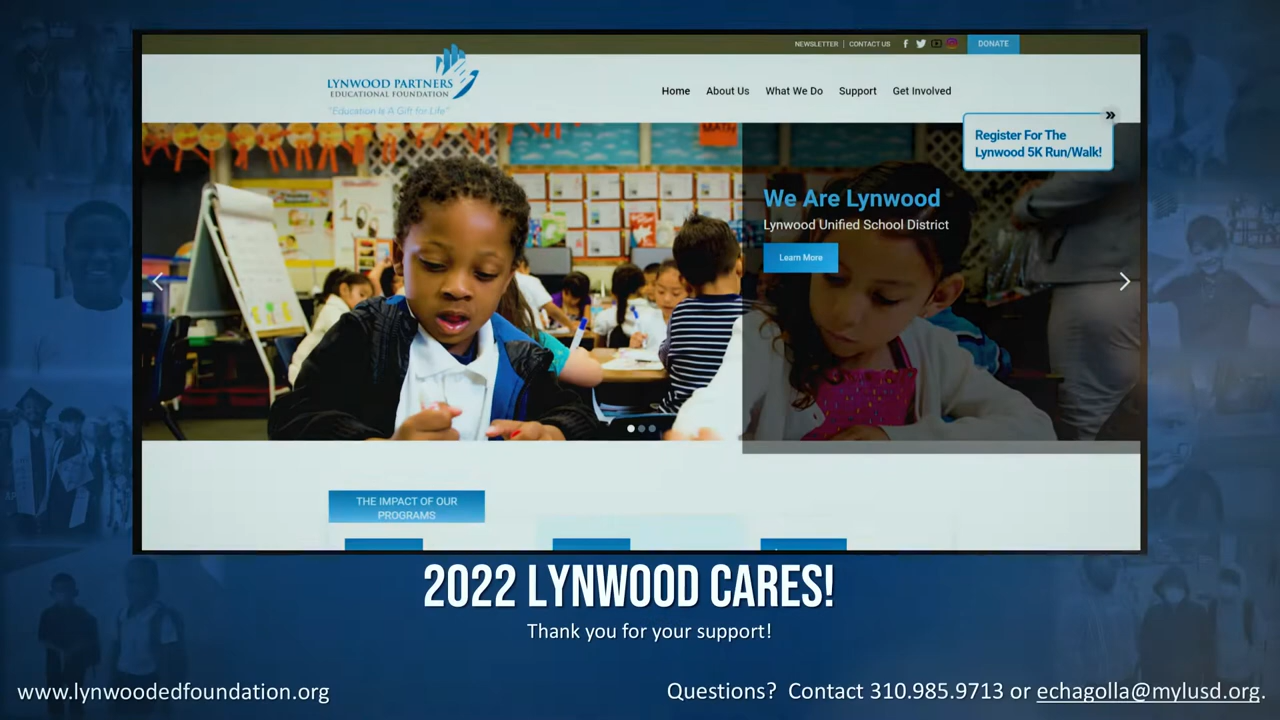 NEWSLETTER | CONTACT US
DONATE
LYNWOOD PARTNERS
EDUCATIONAL FOUNDATION
"Education Is A Gift for Life"
Home About Us What We Do Support Get Involved
»
Register For The
Lynwood 5K Run/Walk!
MATH
We Are Lynwood
Lynwood Unified School District
Learn More
THE IMPACT OF OUR
PROGRAMS
2022 LYNWOOD CARES!
Thank you for your support!
www.lynwoodedfoundation.org
Questions? Contact 310.985.9713 or echagolla@mylusd.org.